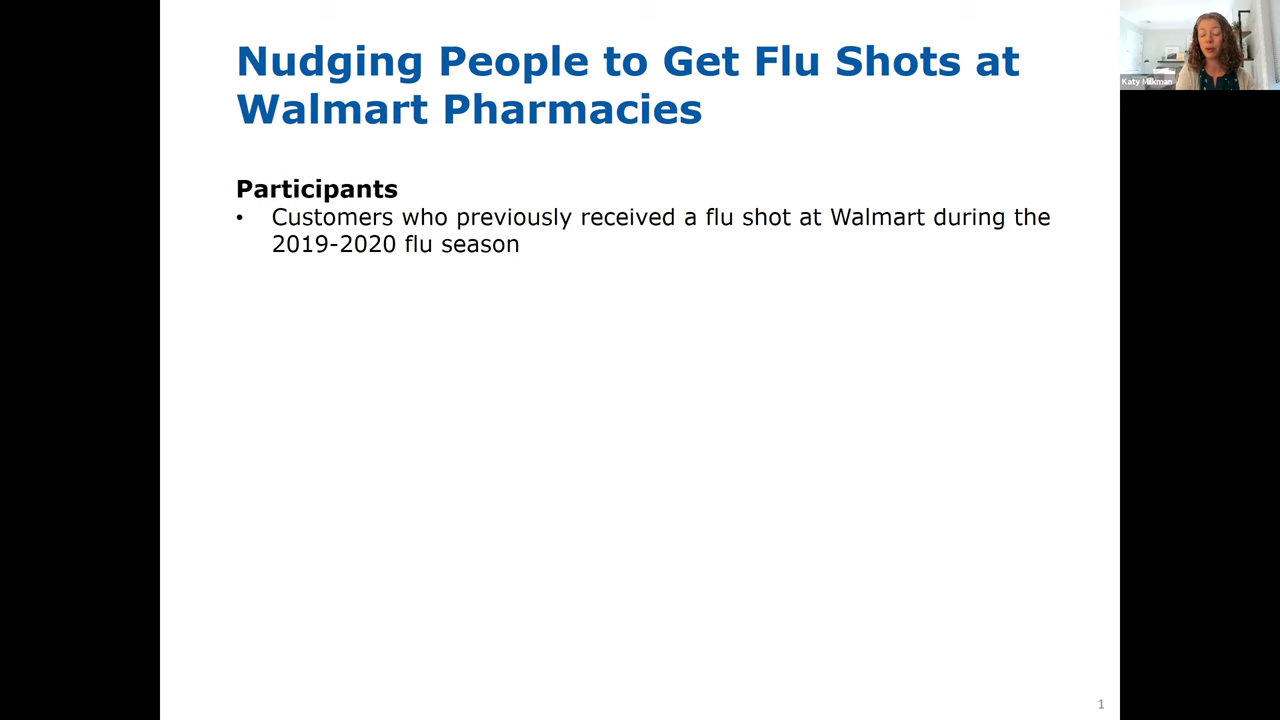 Nudging People to Get Flu Shots at
Walmart Pharmacies
Katy Milkman
Participants
• Customers who previously received a flu shot at Walmart during the
2019-2020 flu season
1